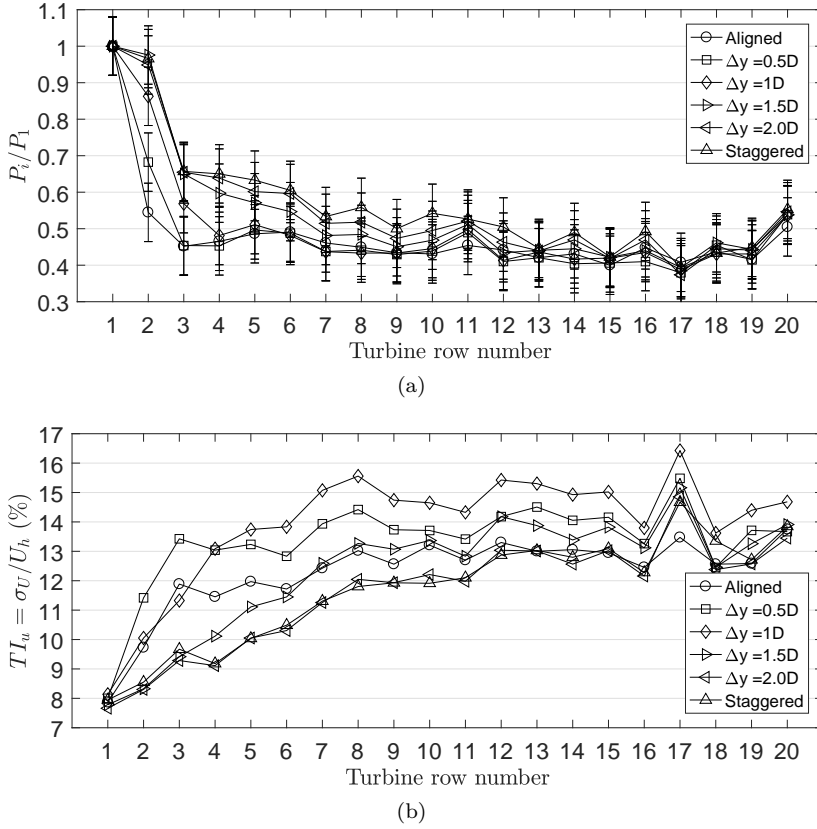 1.1
1
0.9
0.8
0.7
0.6
0.5
0.4
0.3
P_i/P_1
Aligned
Δy =0.5D
Δy =1D
Δy =1.5D
Δy =2.0D
Staggered
1 2 3 4 5 6 7 8 9 10 11 12 13 14 15 16 17 18 19 20
Turbine row number
(a)
17
16
15
14
13
12
11
10
9
8
7
TI_u = σ_U/U_h (%)
Aligned
Δy =0.5D
Δy =1D
Δy =1.5D
Δy =2.0D
Staggered
1 2 3 4 5 6 7 8 9 10 11 12 13 14 15 16 17 18 19 20
Turbine row number
(b)